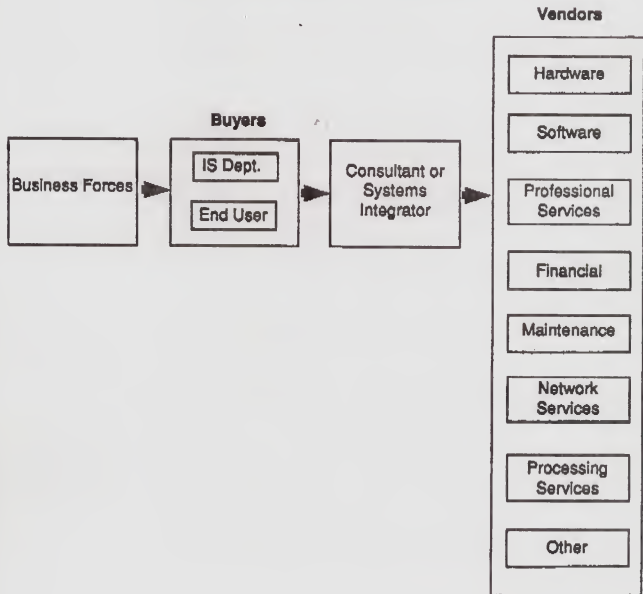 Business Forces
Buyers
IS Dept.
End User
Consultant or
Systems
Integrator
Vendors
Hardware
Software
Professional
Services
Financial
Maintenance
Network
Services
Processing
Services
Other